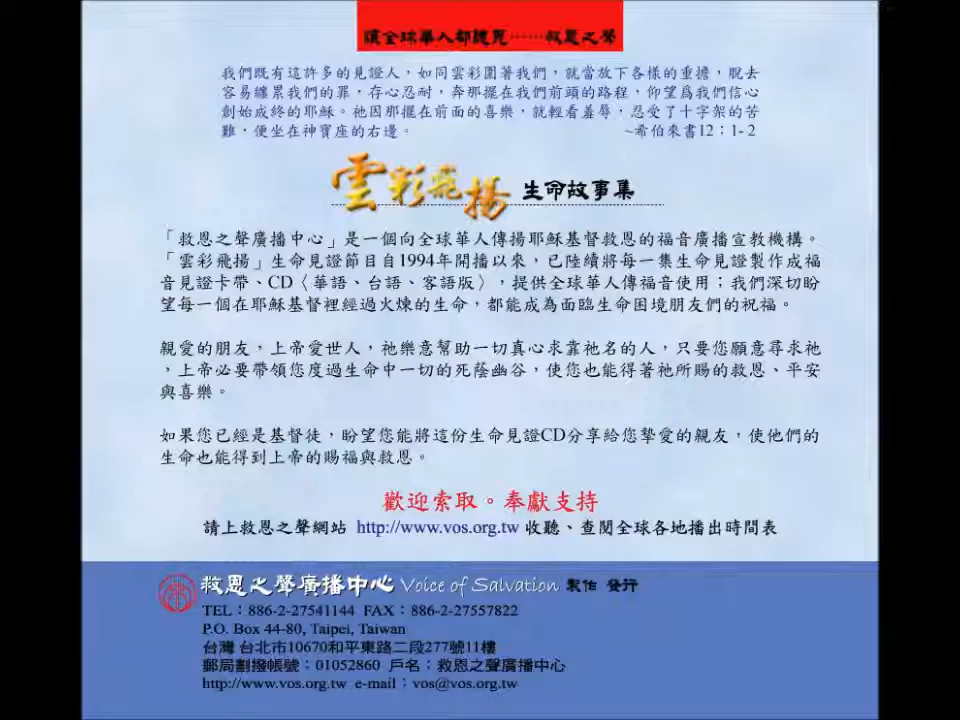 讓全球華人都聽見……救恩之聲
我們既有這許多的見證人，如同雲彩圍著我們，就當放下各樣的重擔，脫去
容易纏累我們的罪，存心忍耐，奔那擺在我們前頭的路程，仰望為我們信心
創始成終的耶穌。祂因那擺在前面的喜樂，就輕看羞辱，忍受了十字架的苦
難，便坐在神寶座的右邊。 ~希伯來書12：1-2
雲彩飛揚 生命故事集
「救恩之聲廣播中心」是一個向全球華人傳揚耶穌基督救恩的福音廣播宣教機構。
「雲彩飛揚」生命見證節目自1994年開播以來，已陸續將每一集生命見證製作成福
音見證卡帶、CD〈華語、台語、客語版〉，提供全球華人傳福音使用；我們深切盼
望每一個在耶穌基督裡經過火煉的生命，都能成為面臨生命困境朋友們的祝福。
親愛的朋友，上帝愛世人，祂樂意幫助一切真心求靠祂名的人，只要您願意尋求祂
，上帝必要帶領您度過生命中一切的死蔭幽谷，使您也能得著祂所賜的救恩、平安
與喜樂。
如果您已經是基督徒，盼望您能將這份生命見證CD分享給您摯愛的親友，使他們的
生命也能得到上帝的賜福與救恩。
歡迎索取。奉獻支持
請上救恩之聲網站 http://www.vos.org.tw 收聽、查閱全球各地播出時間表
救恩之聲廣播中心 Voice of Salvation 製作 發行
TEL：886-2-27541144 FAX：886-2-27557822
P.O. Box 44-80, Taipei, Taiwan
台灣 台北市10670和平東路二段277號11樓
郵局劃撥帳號：01052860 戶名：救恩之聲廣播中心
http://www.vos.org.tw e-mail：vos@vos.org.tw